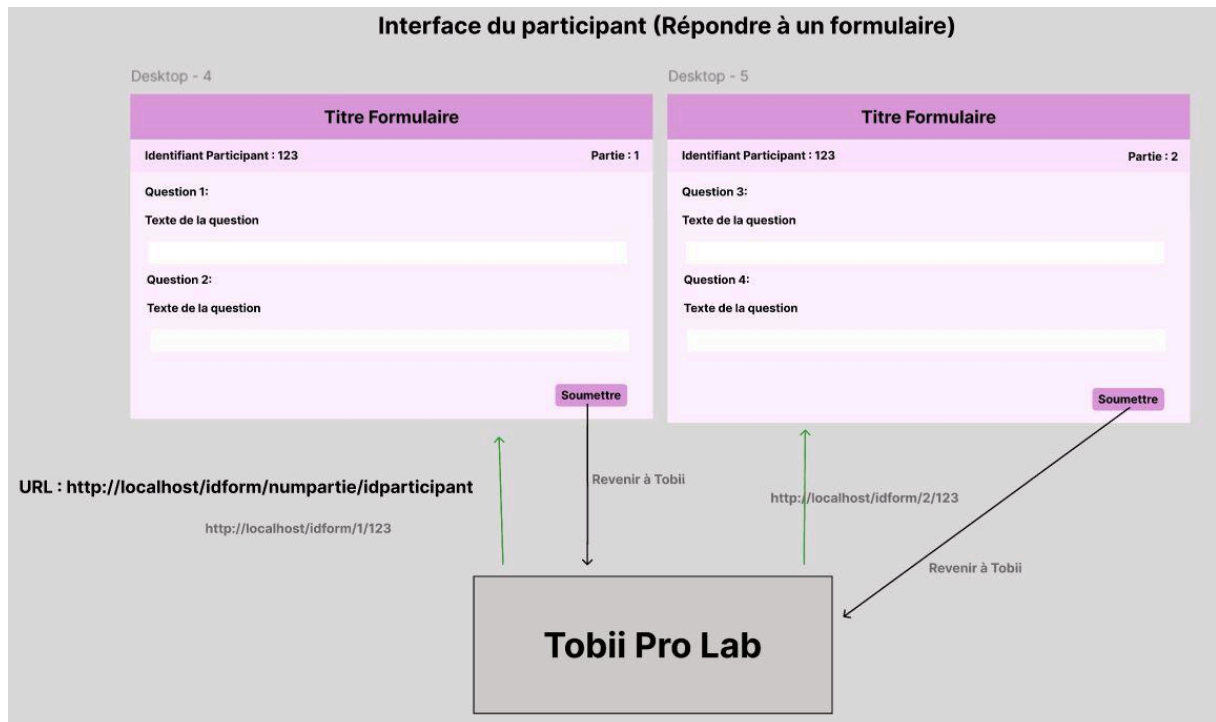 Interface du participant (Répondre à un formulaire)
Desktop - 4
Titre Formulaire
Identifiant Participant : 123
Partie : 1
Question 1:
Texte de la question
Question 2:
Texte de la question
Soumettre
Desktop - 5
Titre Formulaire
Identifiant Participant : 123
Partie : 2
Question 3:
Texte de la question
Question 4:
Texte de la question
Soumettre
URL : http://localhost/idform/numpartie/idparticipant
http://localhost/idform/1/123
Revenir à Tobii
http://localhost/idform/2/123
Revenir à Tobii
Tobii Pro Lab